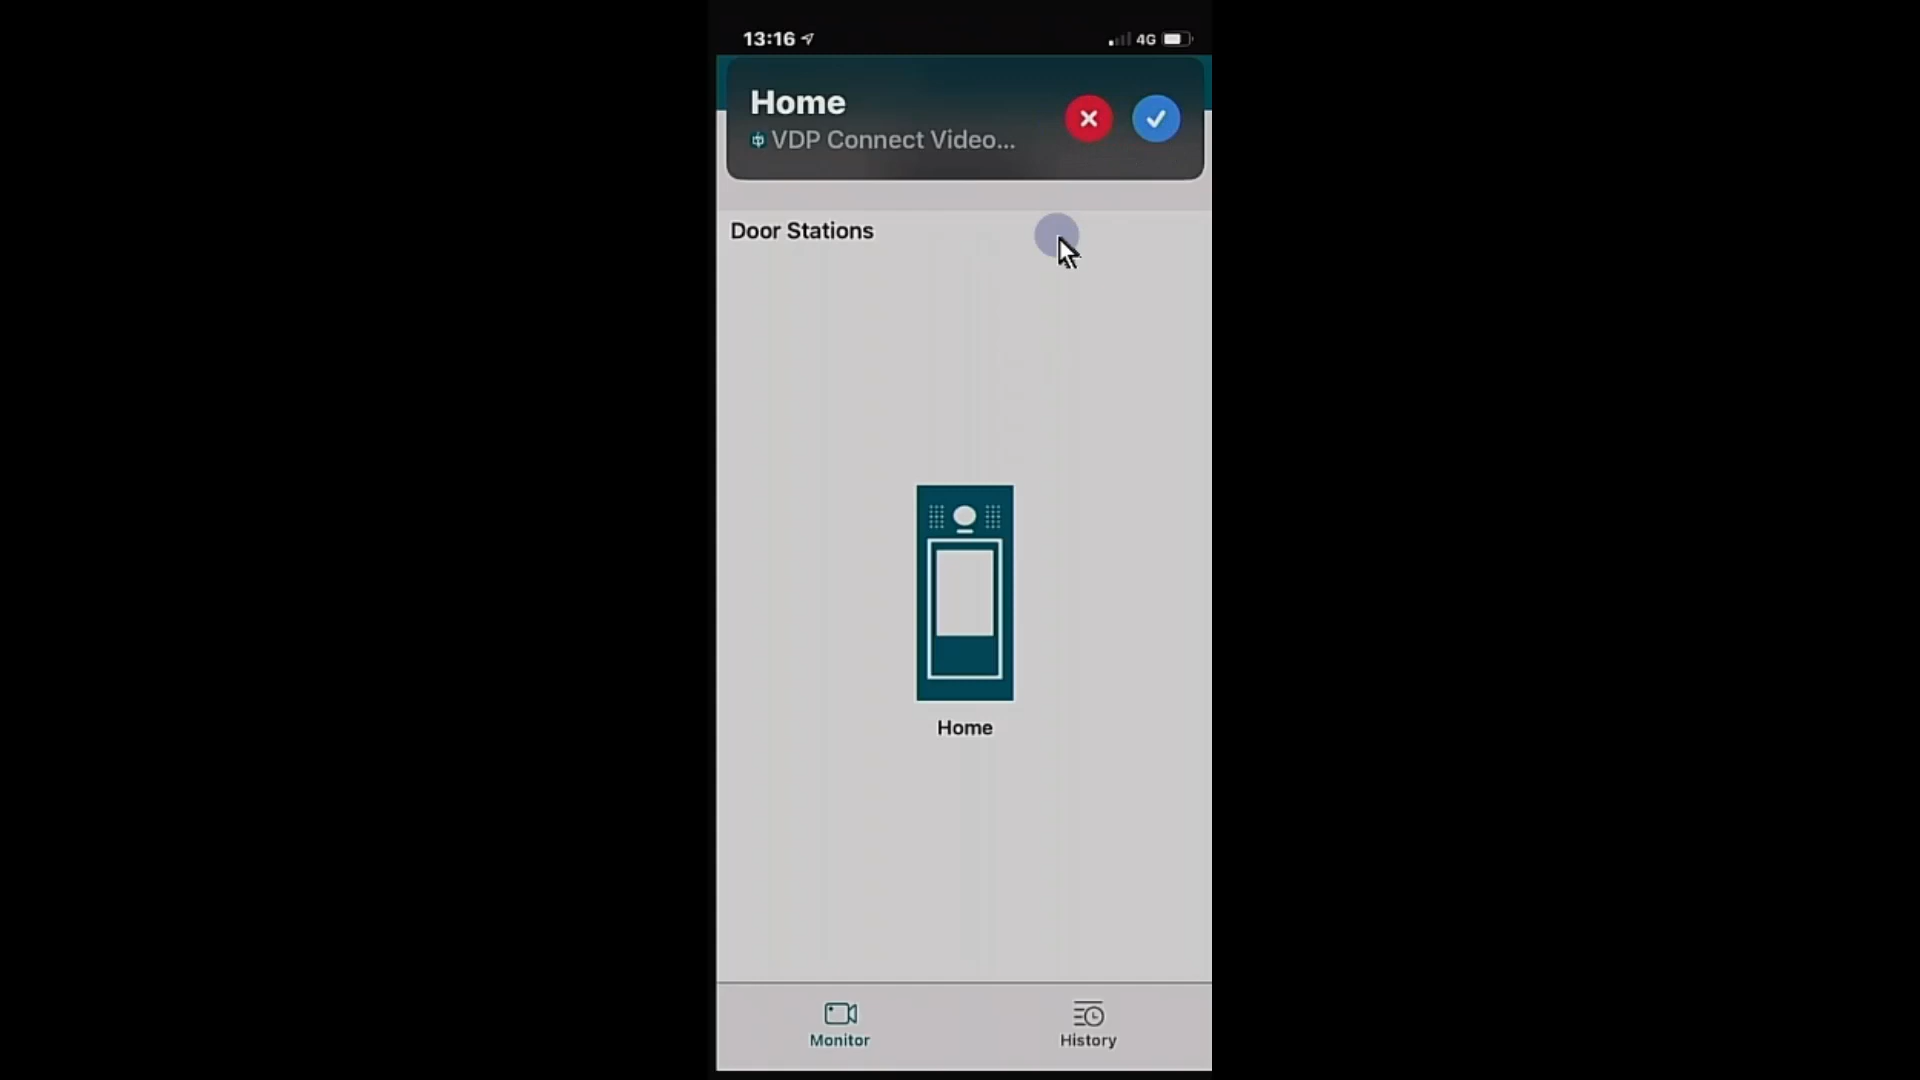 13:16
4G
Home
VDP Connect Video...
Door Stations
Home
Monitor
History